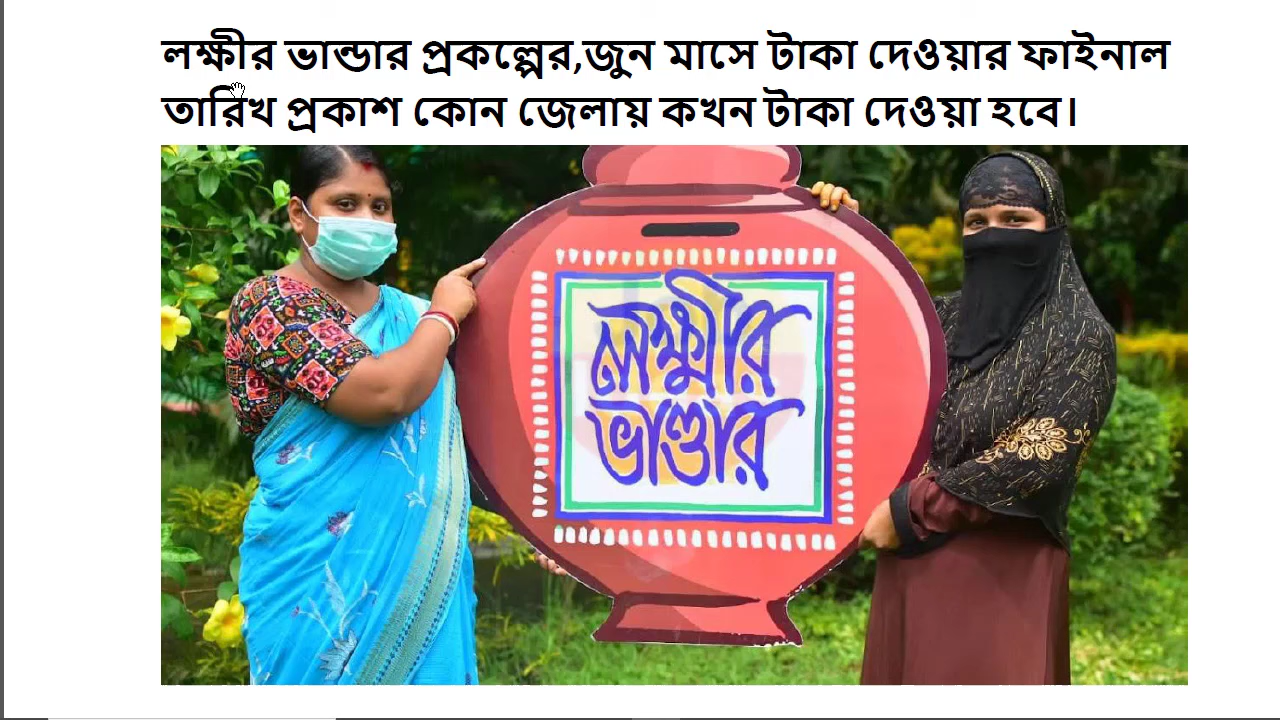 লক্ষীর ভান্ডার প্রকল্পের,জুন মাসে টাকা দেওয়ার ফাইনাল
তারিখ প্রকাশ কোন জেলায় কখন টাকা দেওয়া হবে।
লক্ষ্মীর
ভাণ্ডার